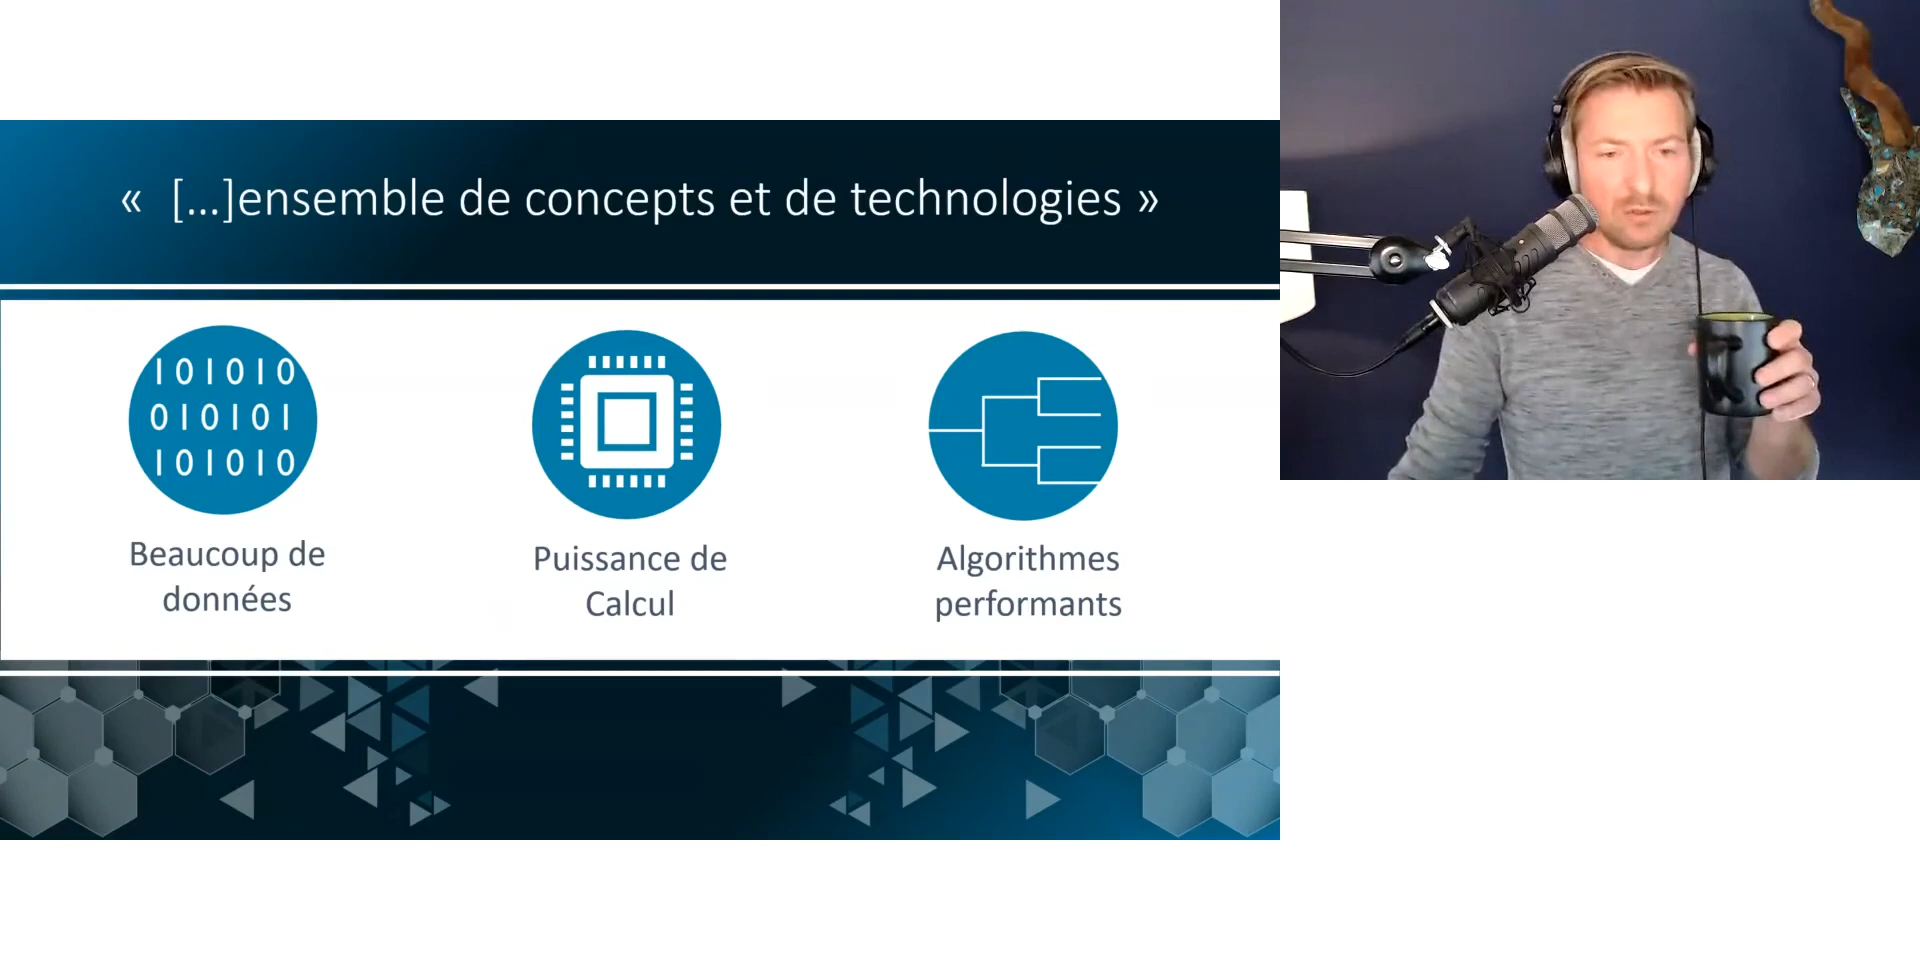 « […]ensemble de concepts et de technologies »
101010
010101
101010
Beaucoup de
données
Puissance de
Calcul
Algorithmes
performants